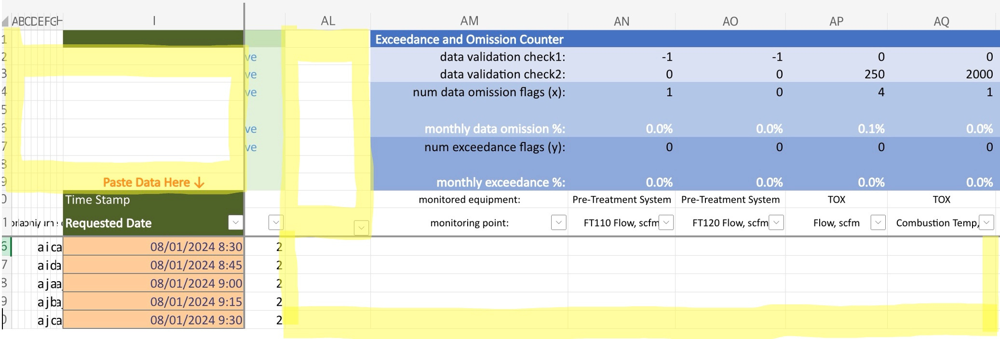 I AL AM AN AO AP AQ
1 Exceedance and Omission Counter
2 ve data validation check1: -1 -1 0 0
3 ve data validation check2: 0 0 250 2000
4 ve num data omission flags (x): 1 0 4 1
5
6 ve monthly data omission %: 0.0% 0.0% 0.1% 0.0%
7 ve num exceedance flags (y): 0 0 0 0
8
9 Paste Data Here ↓ monthly exceedance %: 0.0% 0.0% 0.0% 0.0%
0 Time Stamp monitored equipment: Pre-Treatment System Pre-Treatment System TOX TOX
1 Requested Date monitoring point: FT110 Flow, scfm FT120 Flow, scfm Flow, scfm Combustion Temp,
6 a i ca 08/01/2024 8:30 2
7 a i da 08/01/2024 8:45 2
8 a j aa 08/01/2024 9:00 2
9 a j ba 08/01/2024 9:15 2
0 a j ca 08/01/2024 9:30 2